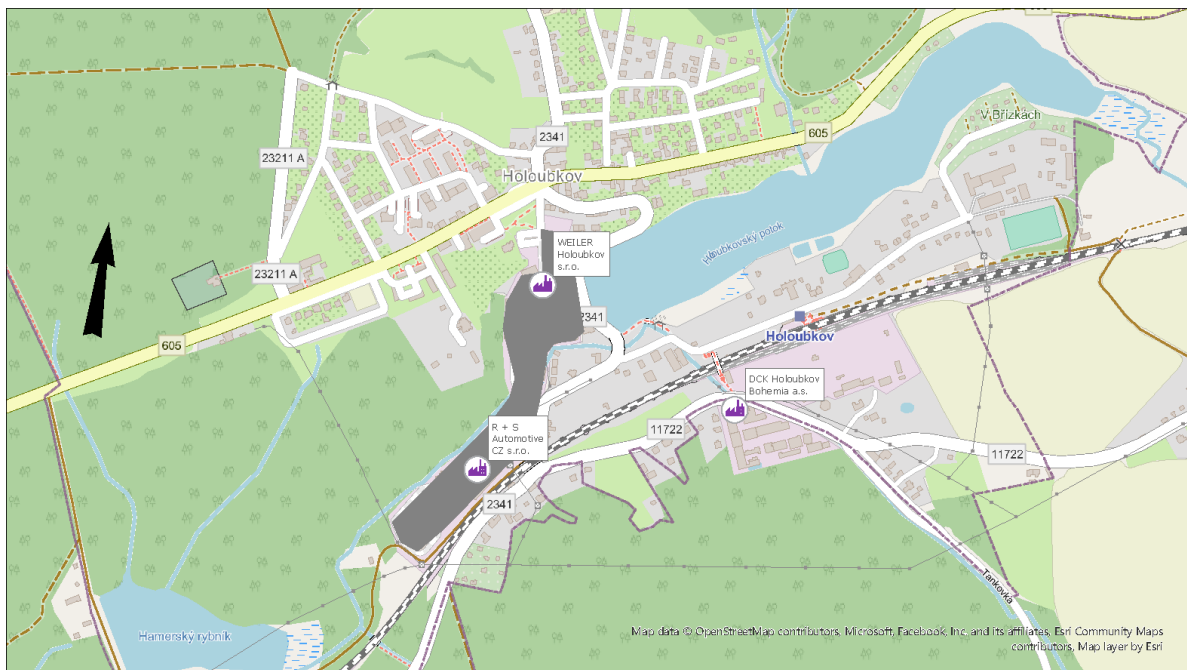 2341
605
V Břízkách
23211 A
Holoubkov
Holoubkovský potok
WEILER
Holoubkov
s.r.o.
23211 A
2341
605
Holoubkov
DCK Holoubkov
Bohemia a.s.
R + S
Automotive
CZ s.r.o.
11722
11722
2341
Tankovka
Hamerský rybník
Map data © OpenStreetMap contributors, Microsoft, Facebook, Inc. and its affiliates, Esri Community Maps
contributors, Map layer by Esri